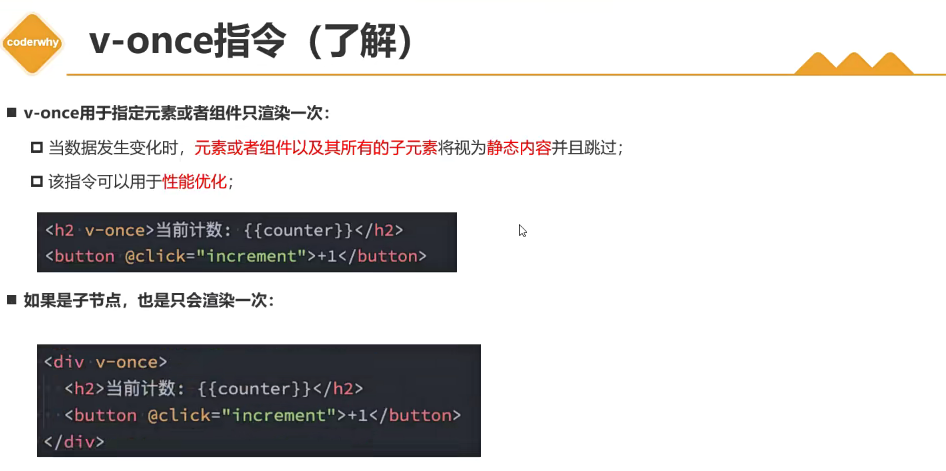 coderwhy
v-once指令（了解）
v-once用于指定元素或者组件只渲染一次：
当数据发生变化时，元素或者组件以及其所有的子元素将视为静态内容并且跳过；
该指令可以用于性能优化；
<h2 v-once>当前计数: {{counter}}</h2>
<button @click="increment">+1</button>
如果是子节点，也是只会渲染一次：
<div v-once>
<h2>当前计数: {{counter}}</h2>
<button @click="increment">+1</button>
</div>